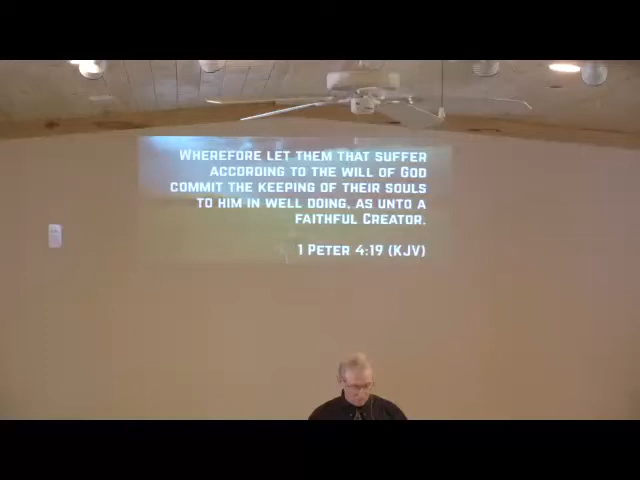 Wherefore let them that suffer
according to the will of God
commit the keeping of their souls
to him in well doing, as unto a
faithful Creator.
1 Peter 4:19 (KJV)